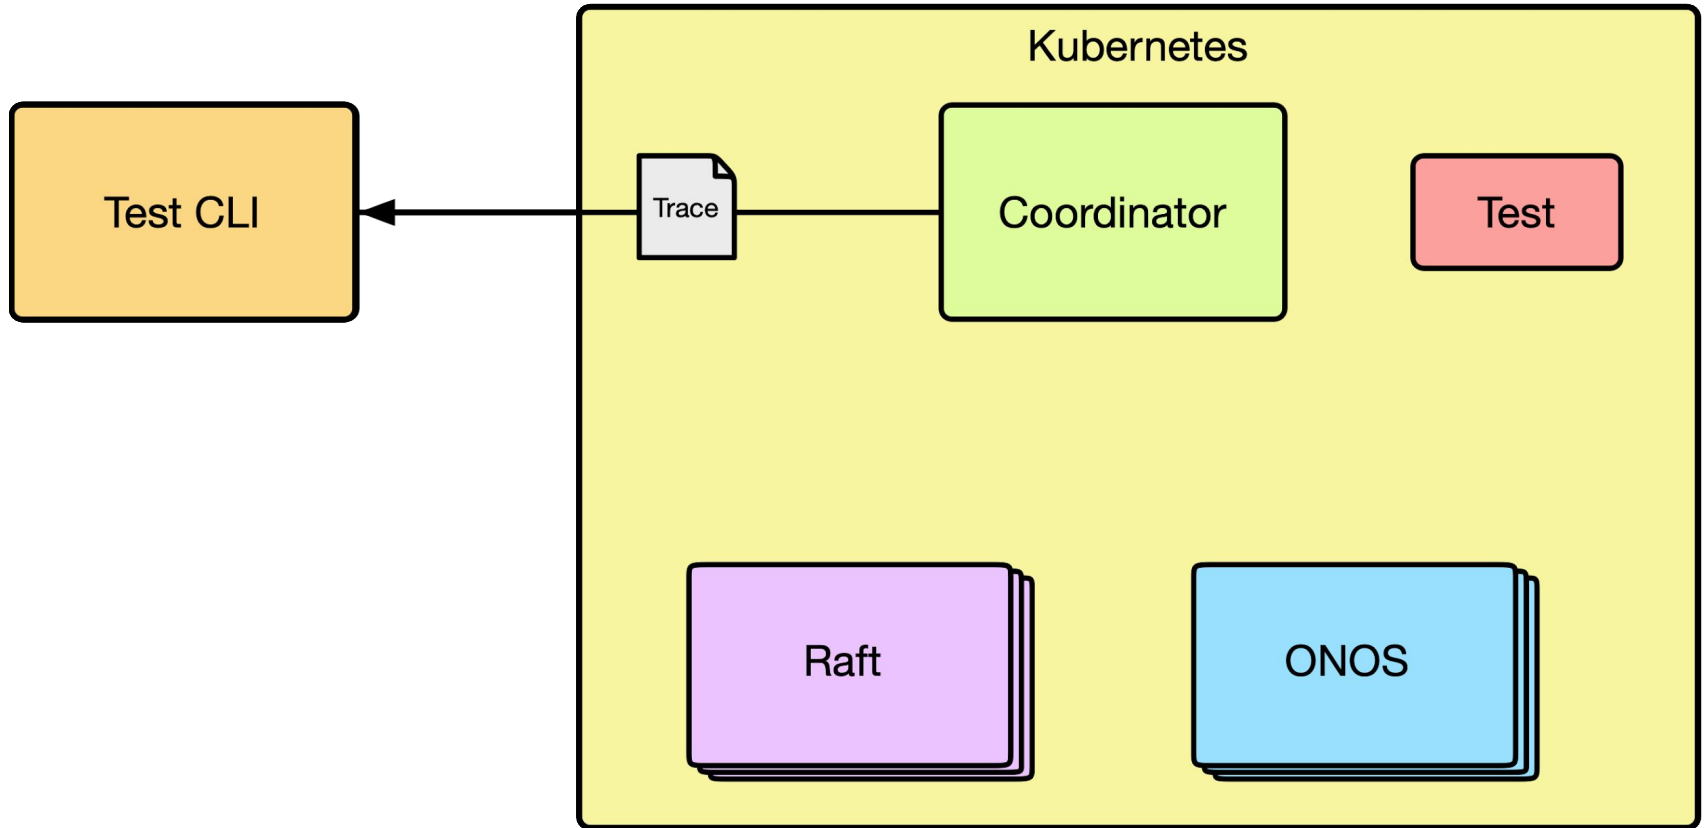 Kubernetes
Test CLI
Trace
Coordinator
Test
Raft
ONOS